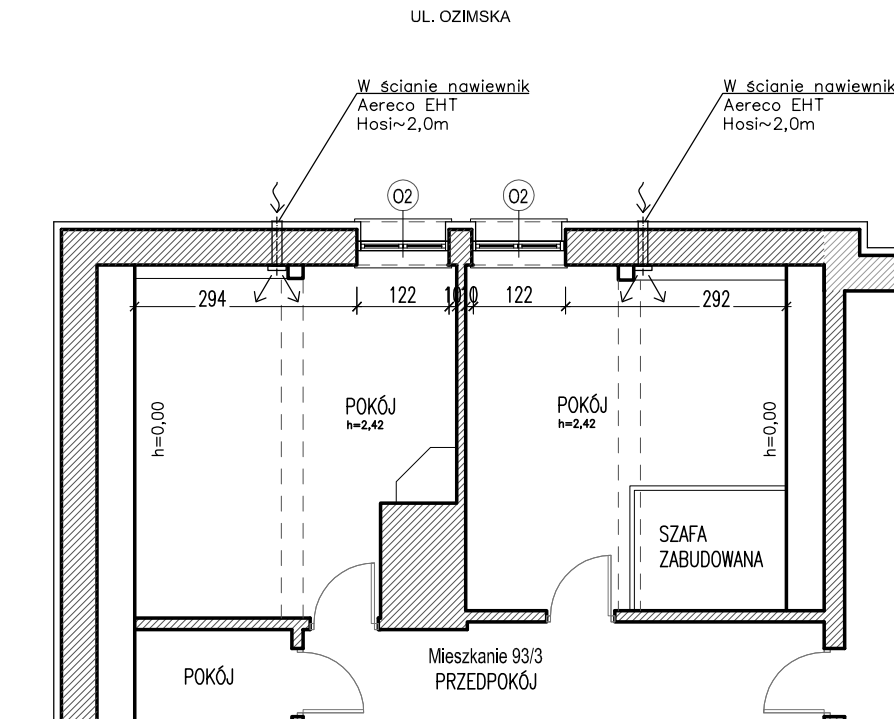 UL. OZIMSKA
W ścianie nawiewnik
Aereco EHT
Hosi~2,0m
W ścianie nawiewnik
Aereco EHT
Hosi~2,0m
O2
O2
294
122
10
10
122
292
h=0,00
POKÓJ
h=2,42
POKÓJ
h=2,42
h=0,00
SZAFA
ZABUDOWANA
POKÓJ
Mieszkanie 93/3
PRZEDPOKÓJ